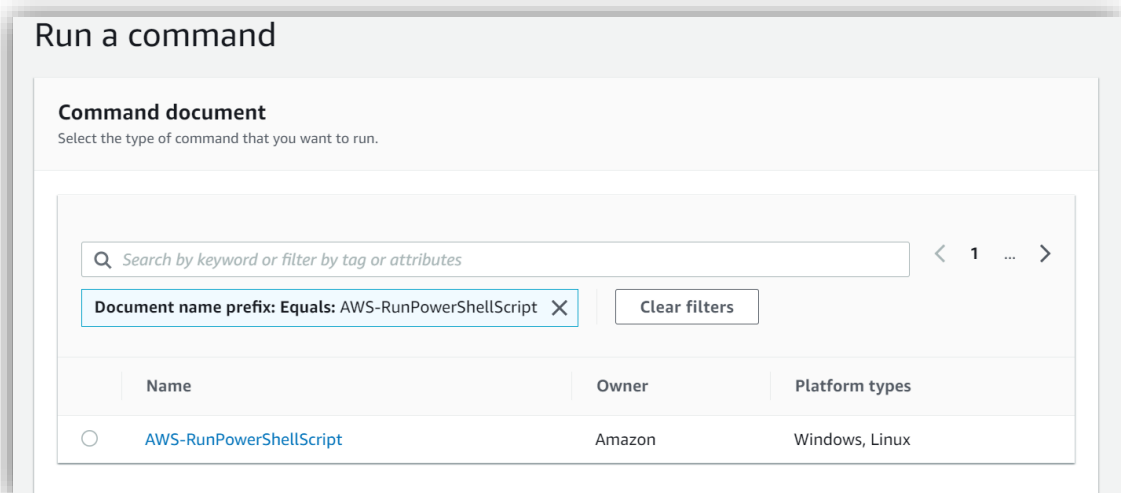 Run a command
Command document
Select the type of command that you want to run.
Search by keyword or filter by tag or attributes
1 ...
Document name prefix: Equals: AWS-RunPowerShellScript
Clear filters
Name Owner Platform types
AWS-RunPowerShellScript Amazon Windows, Linux